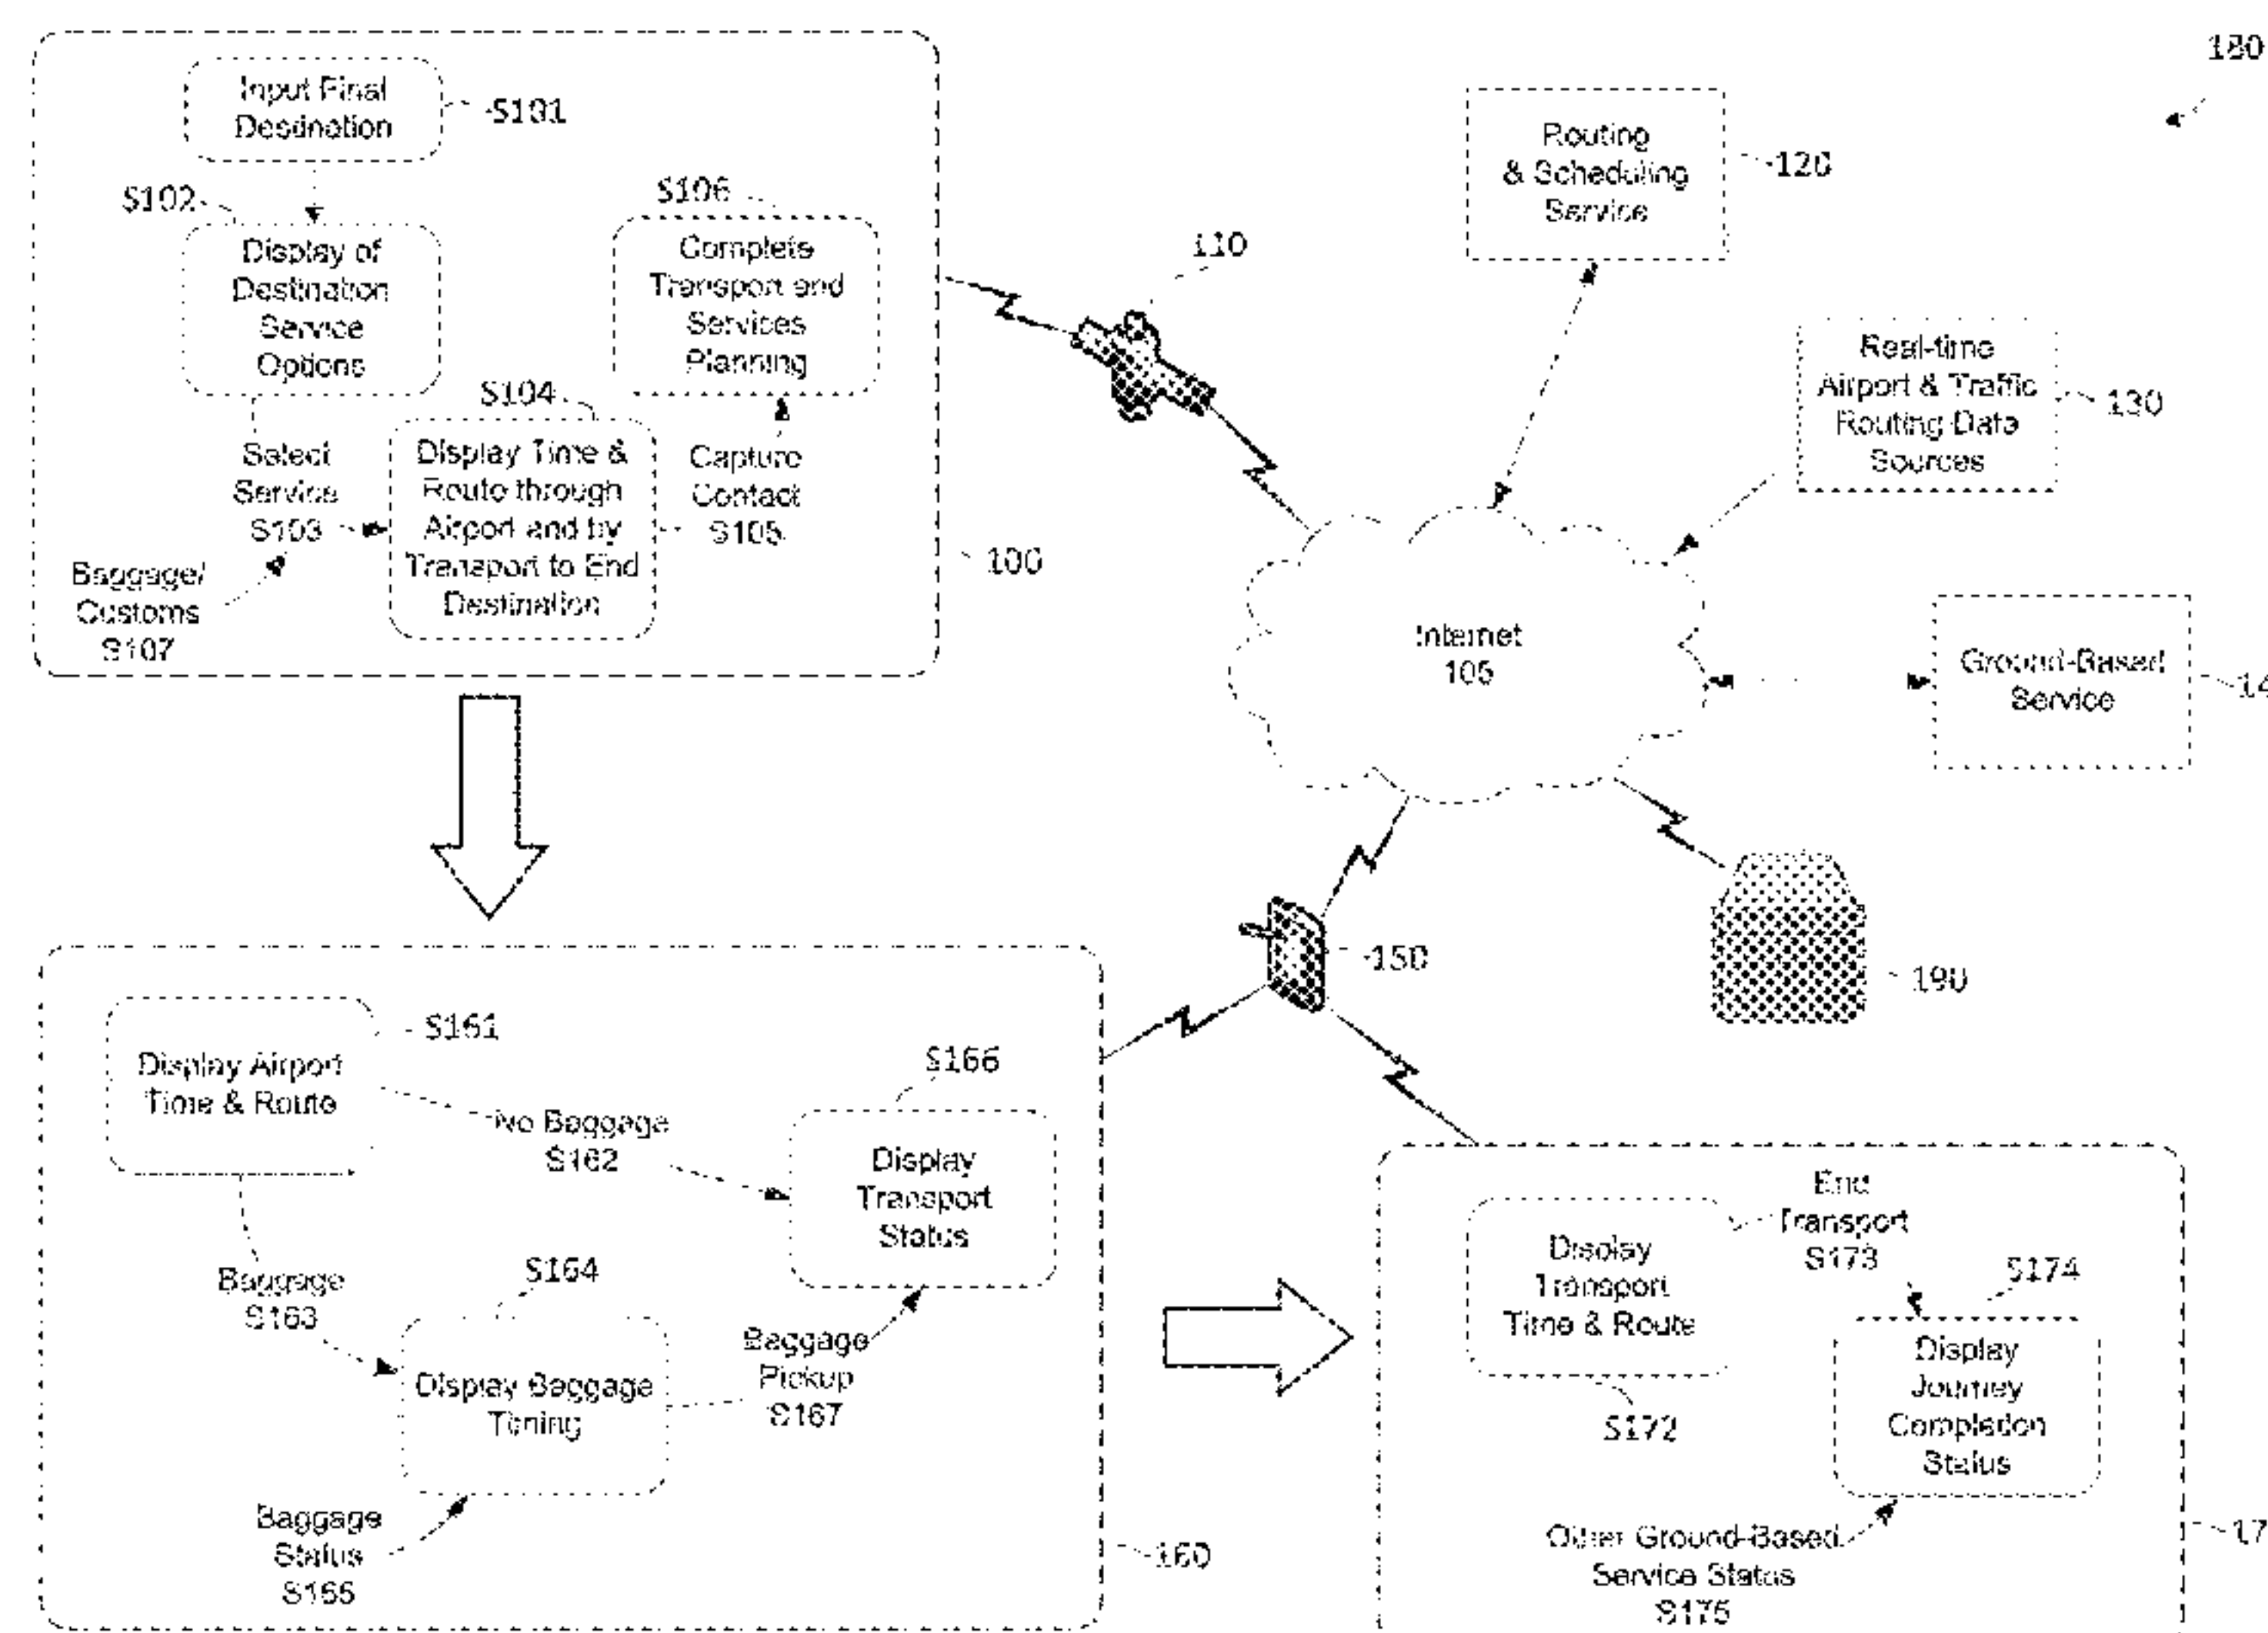 Input Final
Destination
S101
S102
Display of
Destination
Service
Options
S106
Complete
Transport and
Services
Planning
Select
Service
S103
S104
Display Time &
Route through
Airport and by
Transport to End
Destination
Capture
Contact
S105
Baggage/
Customs
S107
100
110
180
Routing
& Scheduling
Service
120
Real-time
Airport & Traffic
Routing Data
Sources
130
Internet
105
Ground-Based
Service
14
150
190
Display Airport
Time & Route
S161
No Baggage
S162
S166
Display
Transport
Status
Baggage
S163
S164
Display Baggage
Timing
Baggage
Pickup
S167
Baggage
Status
S165
160
Display
Transport
Time & Route
S172
End
Transport
S173
S174
Display
Journey
Completion
Status
Other Ground-Based
Service Status
S175
17